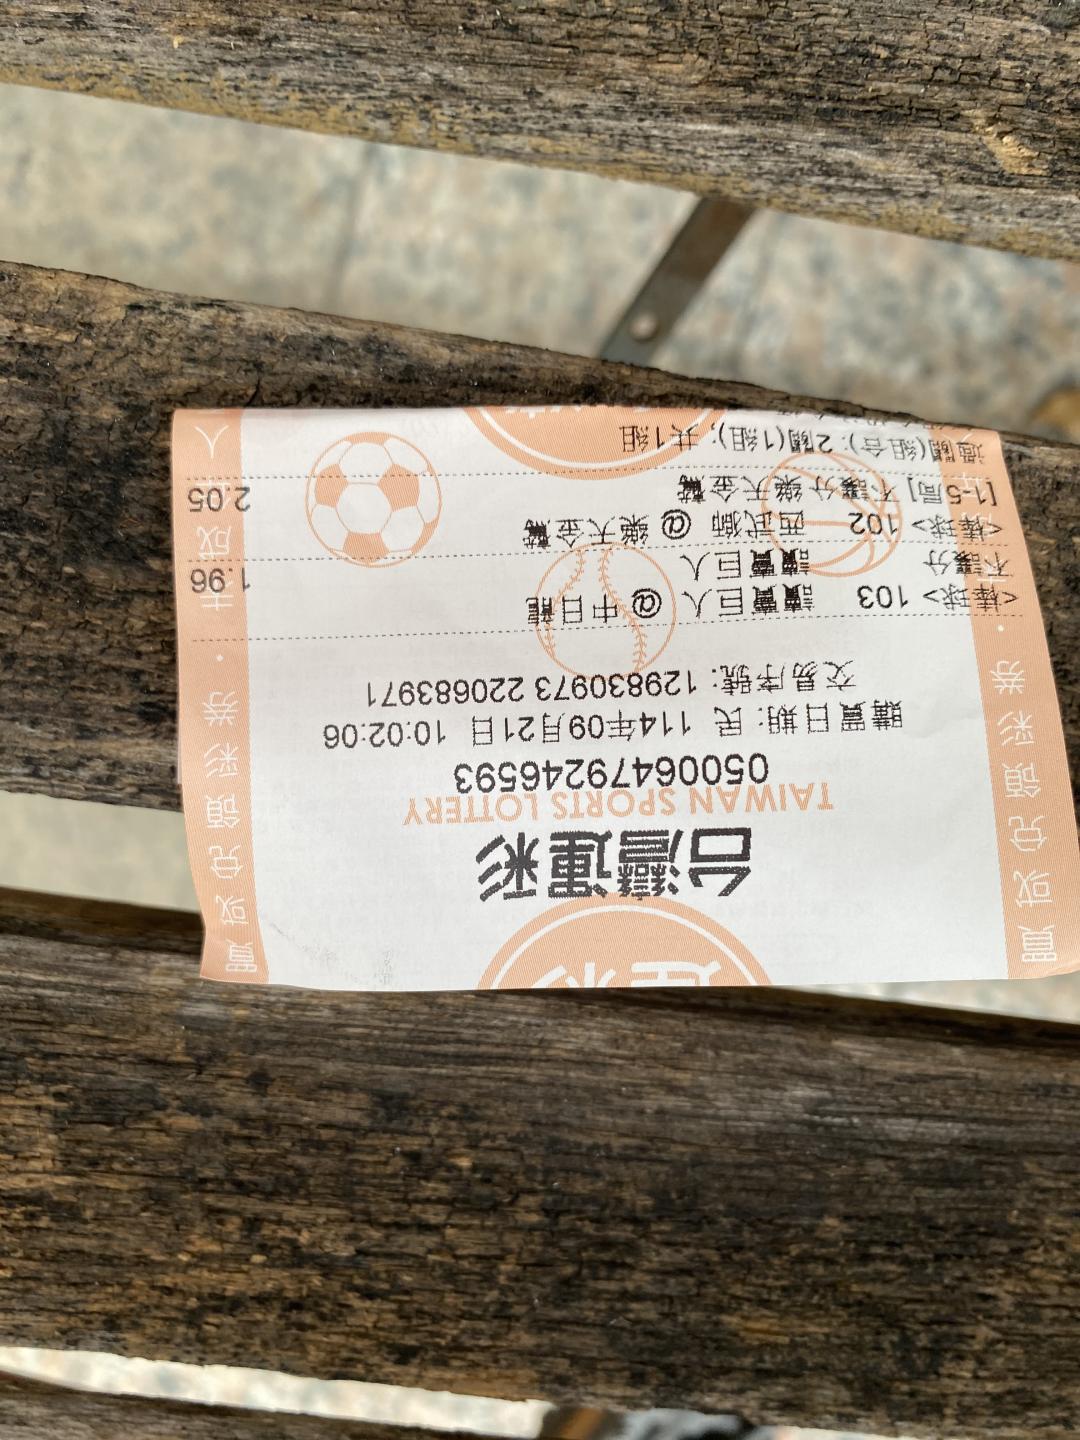 運彩
台灣運彩
TAIWAN SPORTS LOTTERY
05006479246593
購買日期: 民 114年09月21日 10:02:06
交易序號: 129830973 220683971
<棒球> 103 讀賣巨人 @ 中日龍
不讓分 讀賣巨人 1.96
<棒球> 102 西武獅 @ 樂天金鷲
[1-5局] 不讓分 樂天金鷲 2.05
過關(組合): 2關(1組); 共1組